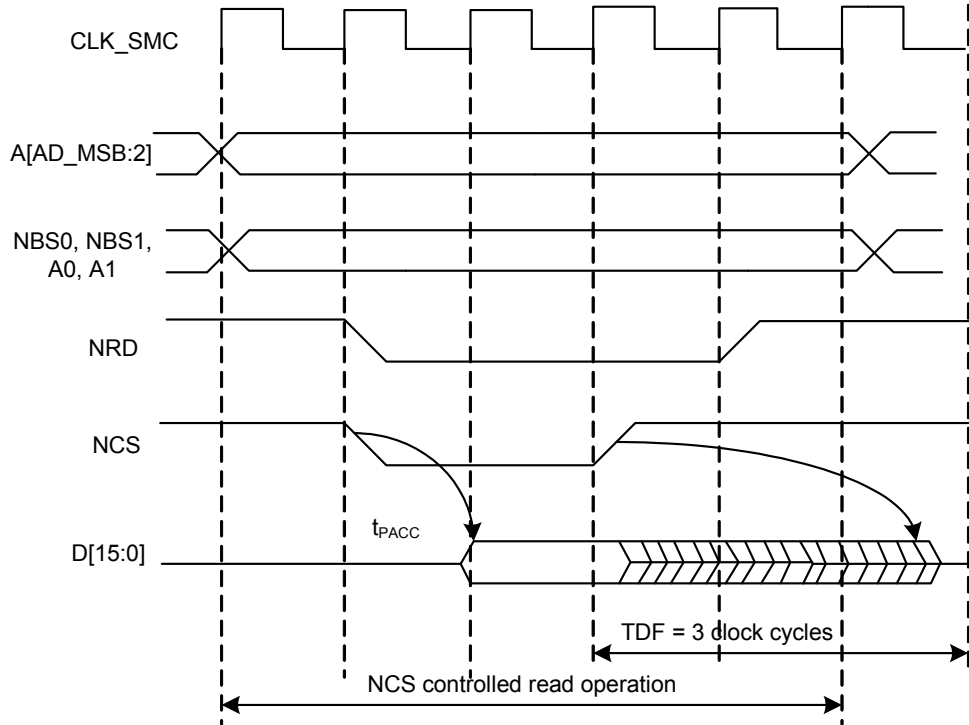 CLK_SMC
A[AD_MSB:2]
NBS0, NBS1,
A0, A1
NRD
NCS
tPACC
D[15:0]
TDF = 3 clock cycles
NCS controlled read operation